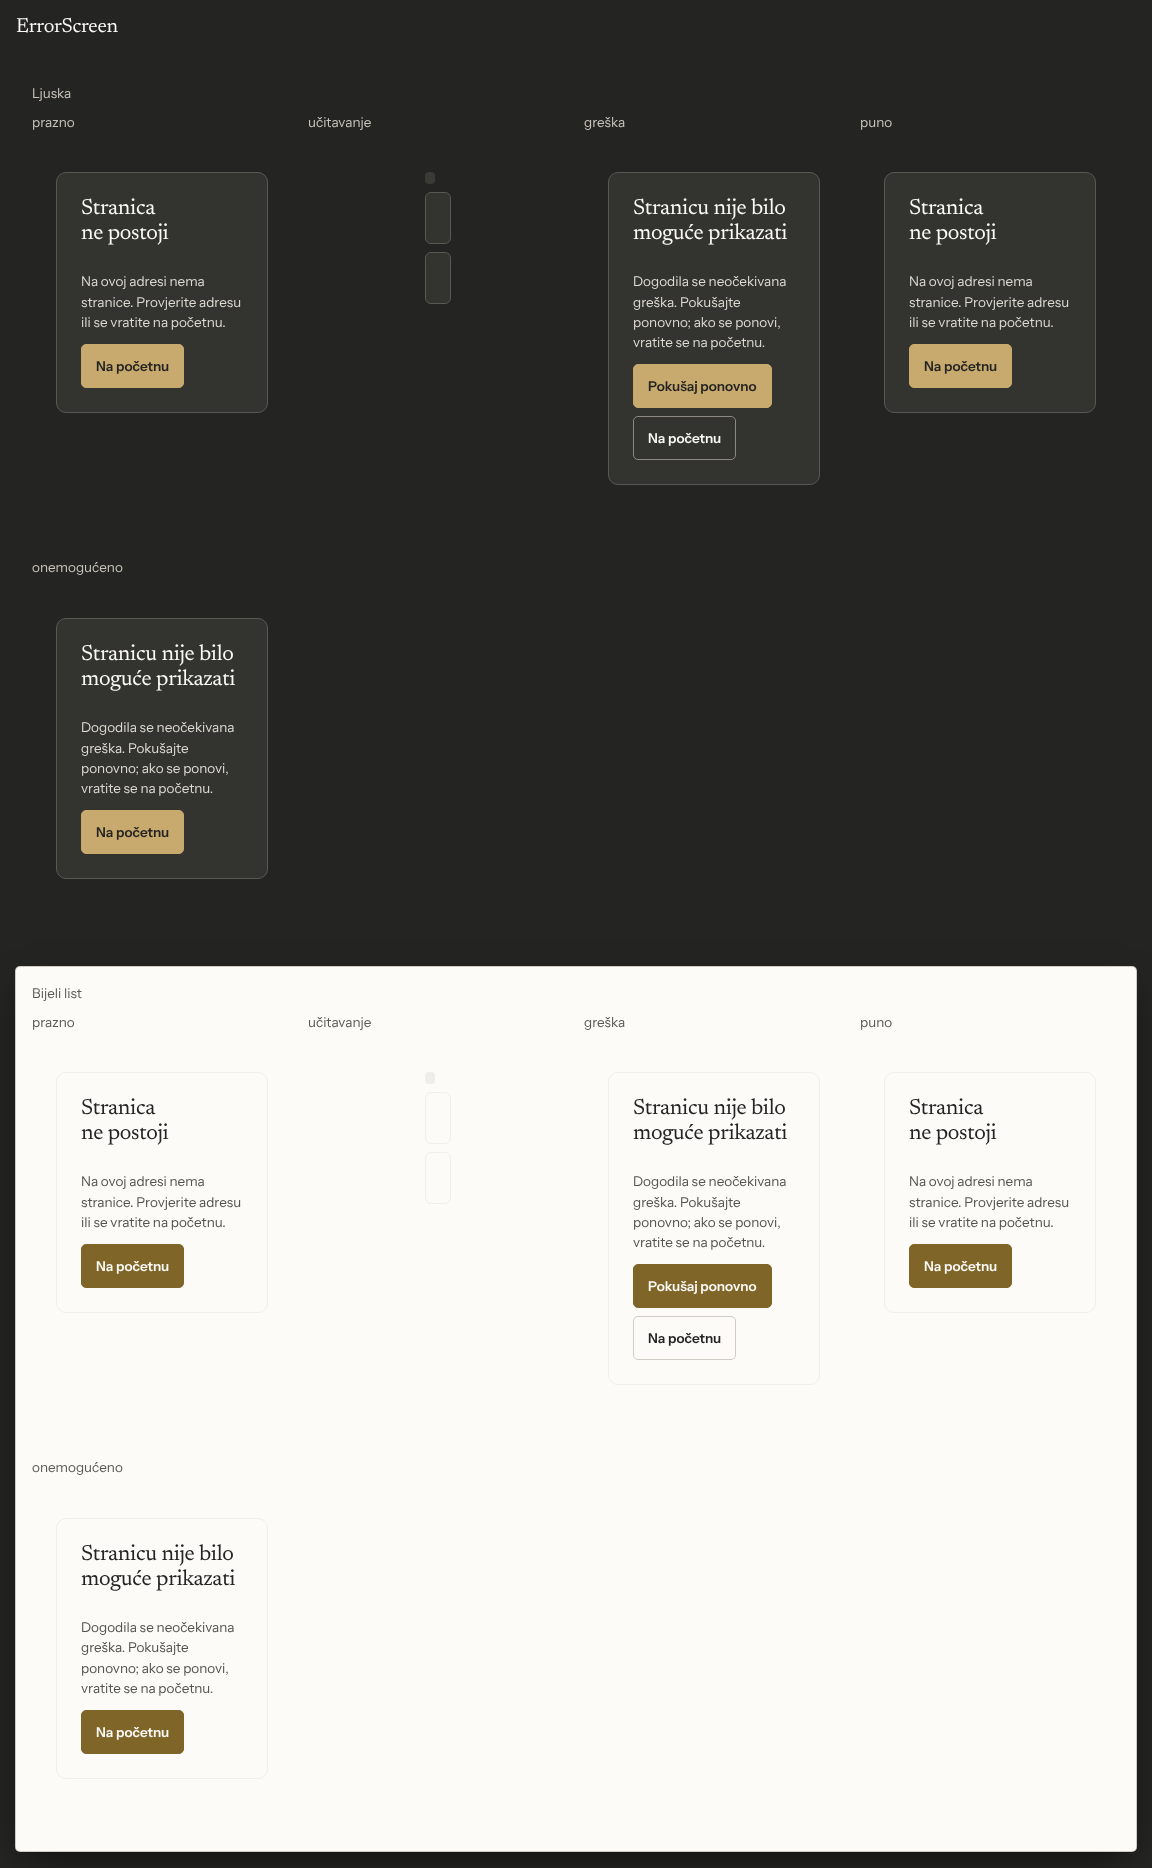 ErrorScreen
Ljuska
prazno
učitavanje
greška
puno
Stranica
ne postoji
Na ovoj adresi nema
stranice. Provjerite adresu
ili se vratite na početnu.
Na početnu
Stranicu nije bilo
moguće prikazati
Dogodila se neočekivana
greška. Pokušajte
ponovno; ako se ponovi,
vratite se na početnu.
Pokušaj ponovno
Na početnu
Stranica
ne postoji
Na ovoj adresi nema
stranice. Provjerite adresu
ili se vratite na početnu.
Na početnu
onemogućeno
Stranicu nije bilo
moguće prikazati
Dogodila se neočekivana
greška. Pokušajte
ponovno; ako se ponovi,
vratite se na početnu.
Na početnu
Bijeli list
prazno
učitavanje
greška
puno
Stranica
ne postoji
Na ovoj adresi nema
stranice. Provjerite adresu
ili se vratite na početnu.
Na početnu
Stranicu nije bilo
moguće prikazati
Dogodila se neočekivana
greška. Pokušajte
ponovno; ako se ponovi,
vratite se na početnu.
Pokušaj ponovno
Na početnu
Stranica
ne postoji
Na ovoj adresi nema
stranice. Provjerite adresu
ili se vratite na početnu.
Na početnu
onemogućeno
Stranicu nije bilo
moguće prikazati
Dogodila se neočekivana
greška. Pokušajte
ponovno; ako se ponovi,
vratite se na početnu.
Na početnu